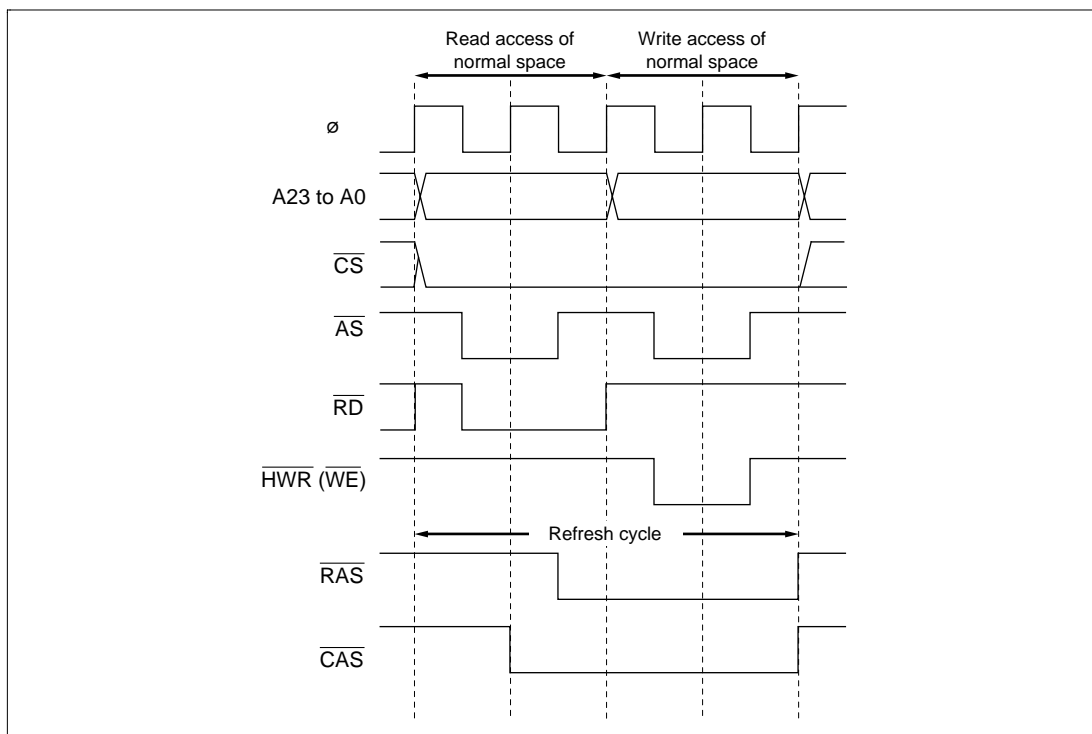 Read access of
normal space
Write access of
normal space
ø
A23 to A0
CS
AS
RD
HWR (WE)
Refresh cycle
RAS
CAS